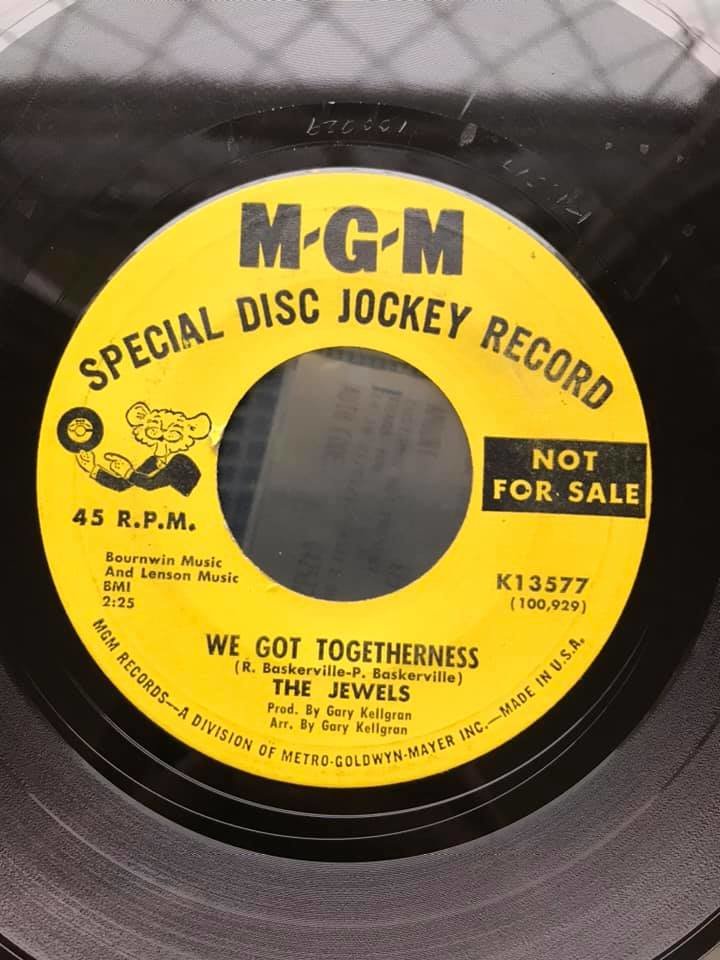 M-G-M
SPECIAL DISC JOCKEY RECORD
NOT
FOR SALE
45 R.P.M.
Bournwin Music
And Lenson Music
BMI
2:25
K13577
(100,929)
WE GOT TOGETHERNESS
(R. Baskerville-P. Baskerville)
THE JEWELS
Prod. By Gary Kellgran
Arr. By Gary Kellgran
MGM RECORDS—A DIVISION OF METRO-GOLDWYN-MAYER INC.—MADE IN U.S.A.